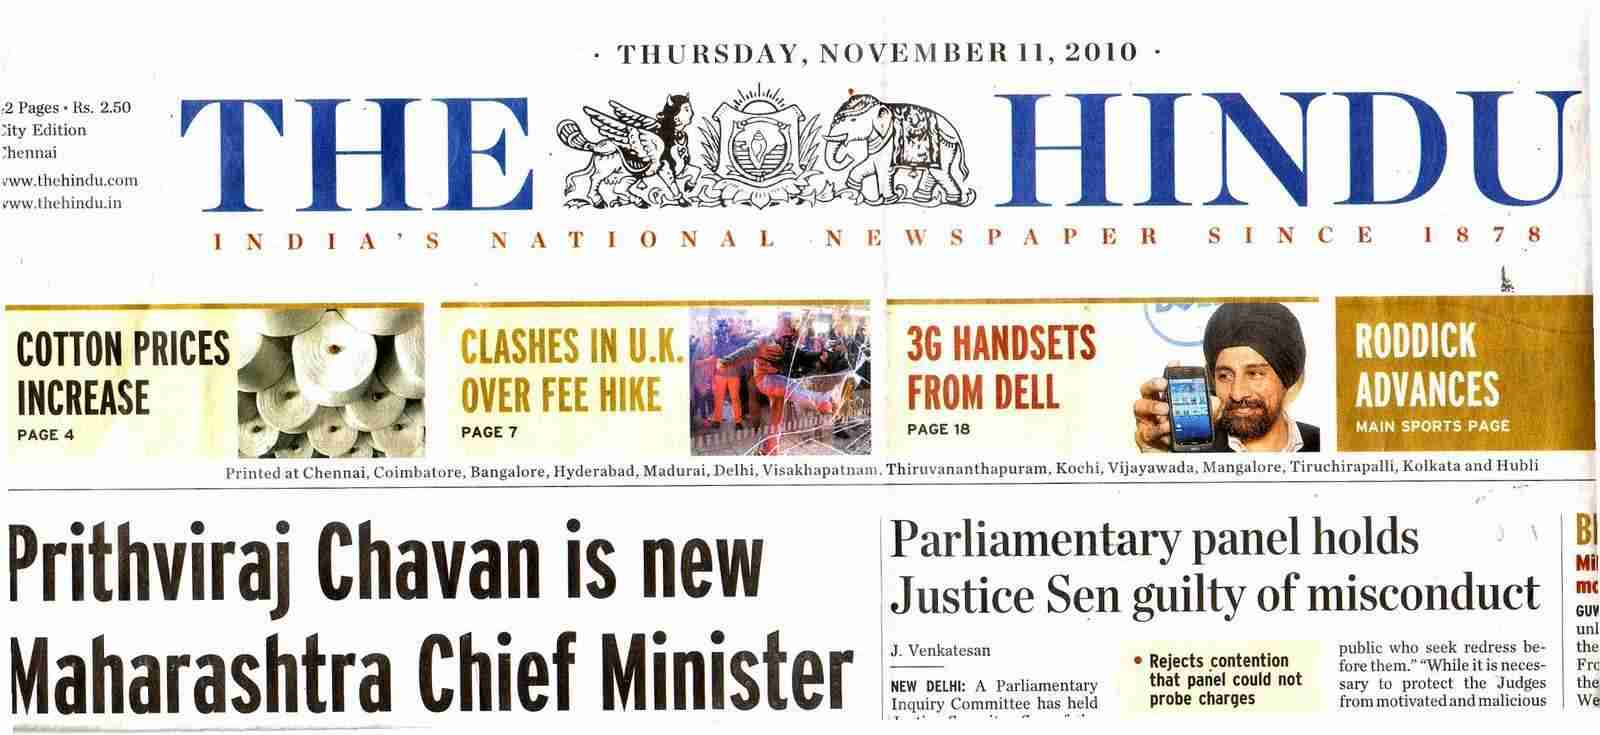 · THURSDAY, NOVEMBER 11, 2010 ·
2 Pages • Rs. 2.50
City Edition
Chennai
www.thehindu.com
www.thehindu.in
THE HINDU
INDIA'S NATIONAL NEWSPAPER SINCE 1878
COTTON PRICES
INCREASE
PAGE 4
CLASHES IN U.K.
OVER FEE HIKE
PAGE 7
3G HANDSETS
FROM DELL
PAGE 18
RODDICK
ADVANCES
MAIN SPORTS PAGE
Printed at Chennai, Coimbatore, Bangalore, Hyderabad, Madurai, Delhi, Visakhapatnam, Thiruvananthapuram, Kochi, Vijayawada, Mangalore, Tiruchirapalli, Kolkata and Hubli
Prithviraj Chavan is new
Maharashtra Chief Minister
Parliamentary panel holds
Justice Sen guilty of misconduct
J. Venkatesan
NEW DELHI: A Parliamentary
Inquiry Committee has held
• Rejects contention
that panel could not
probe charges
public who seek redress be-
fore them." "While it is neces-
sary to protect the Judges
from motivated and malicious